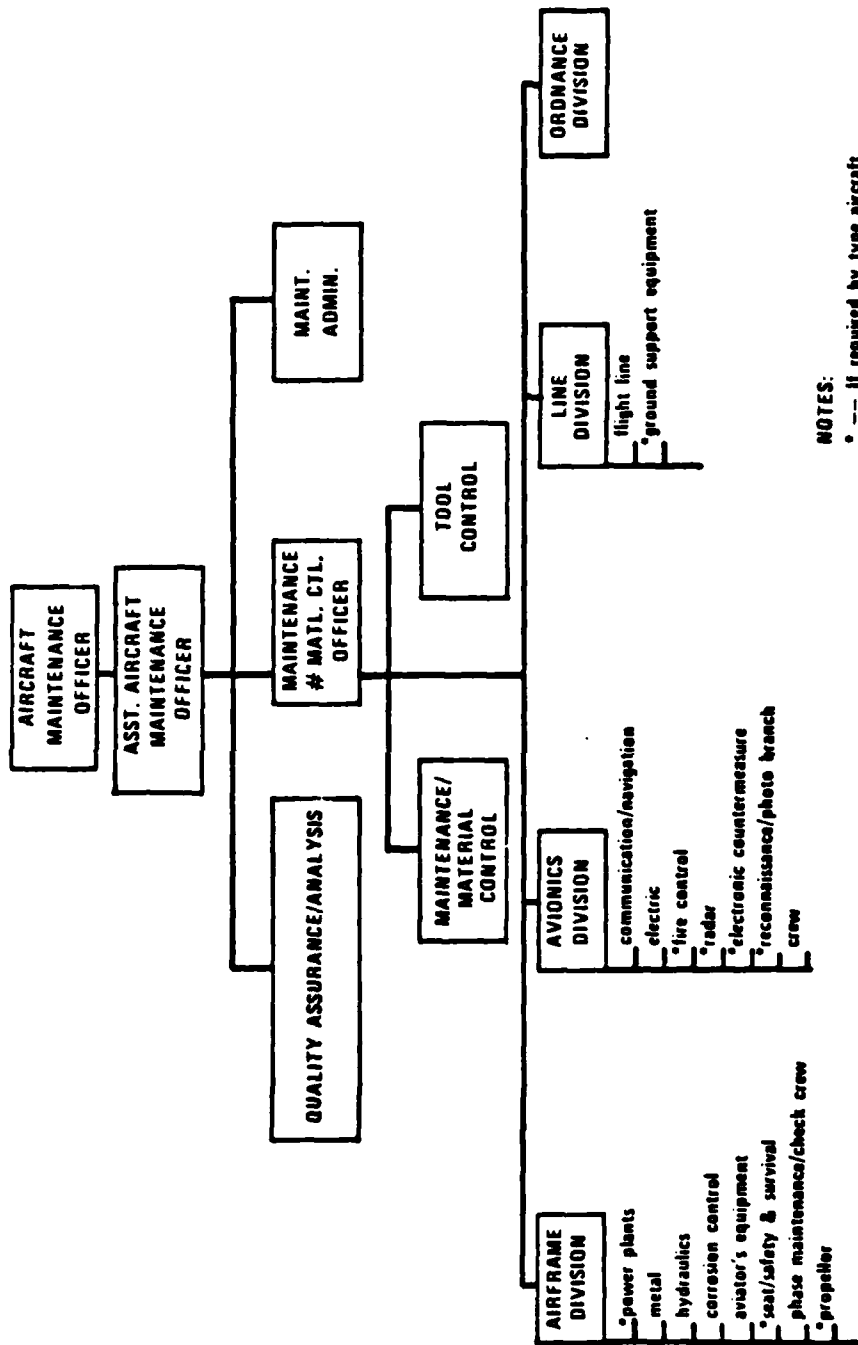 AIRCRAFT
MAINTENANCE
OFFICER
ASST. AIRCRAFT
MAINTENANCE
OFFICER
QUALITY ASSURANCE/ANALYSIS
MAINTENANCE
# MATL. CTL.
OFFICER
MAINT.
ADMIN.
MAINTENANCE/
MATERIAL
CONTROL
TOOL
CONTROL
AIRFRAME
DIVISION
*power plants
metal
hydraulics
corrosion control
aviator's equipment
*seat/safety & survival
phase maintenance/check crew
*propellor
AVIONICS
DIVISION
communication/navigation
electric
*fire control
*radar
*electronic countermeasure
*reconnaissance/photo branch
crew
LINE
DIVISION
flight line
*ground support equipment
ORDNANCE
DIVISION
NOTES:
* -- If required by type aircraft